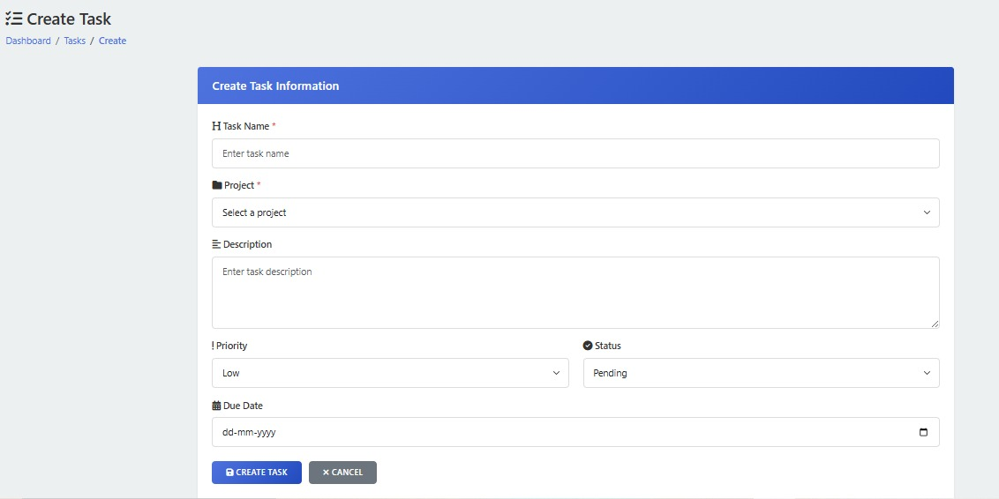 Create Task
Dashboard / Tasks / Create
Create Task Information
Task Name *
Enter task name
Project *
Select a project
Description
Enter task description
Priority
Status
Low
Pending
Due Date
dd-mm-yyyy
CREATE TASK
CANCEL